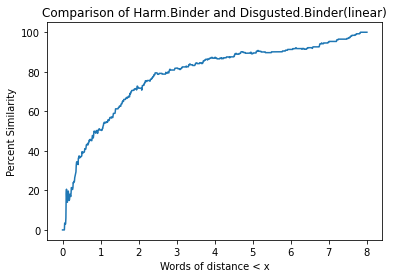 Comparison of Harm.Binder and Disgusted.Binder(linear)
100
80
60
40
20
0
Percent Similarity
0 1 2 3 4 5 6 7 8
Words of distance < x